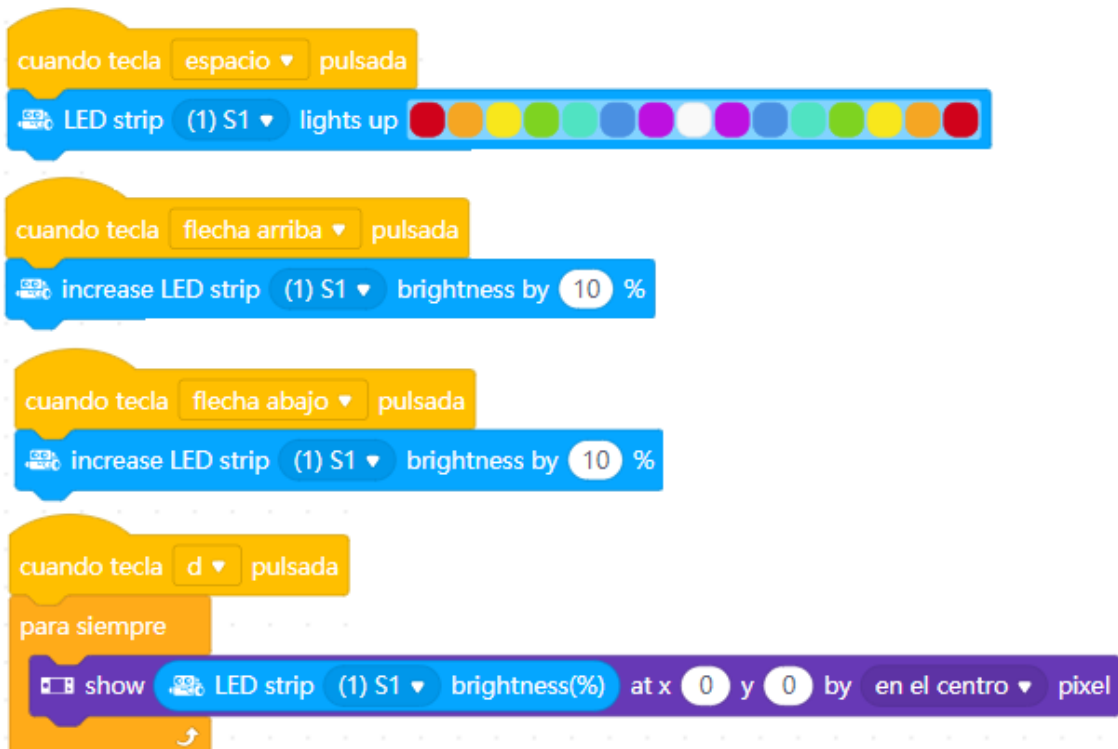 cuando tecla espacio pulsada
LED strip (1) S1 lights up
cuando tecla flecha arriba pulsada
increase LED strip (1) S1 brightness by 10 %
cuando tecla flecha abajo pulsada
increase LED strip (1) S1 brightness by 10 %
cuando tecla d pulsada
para siempre
show LED strip (1) S1 brightness(%) at x 0 y 0 by en el centro pixel